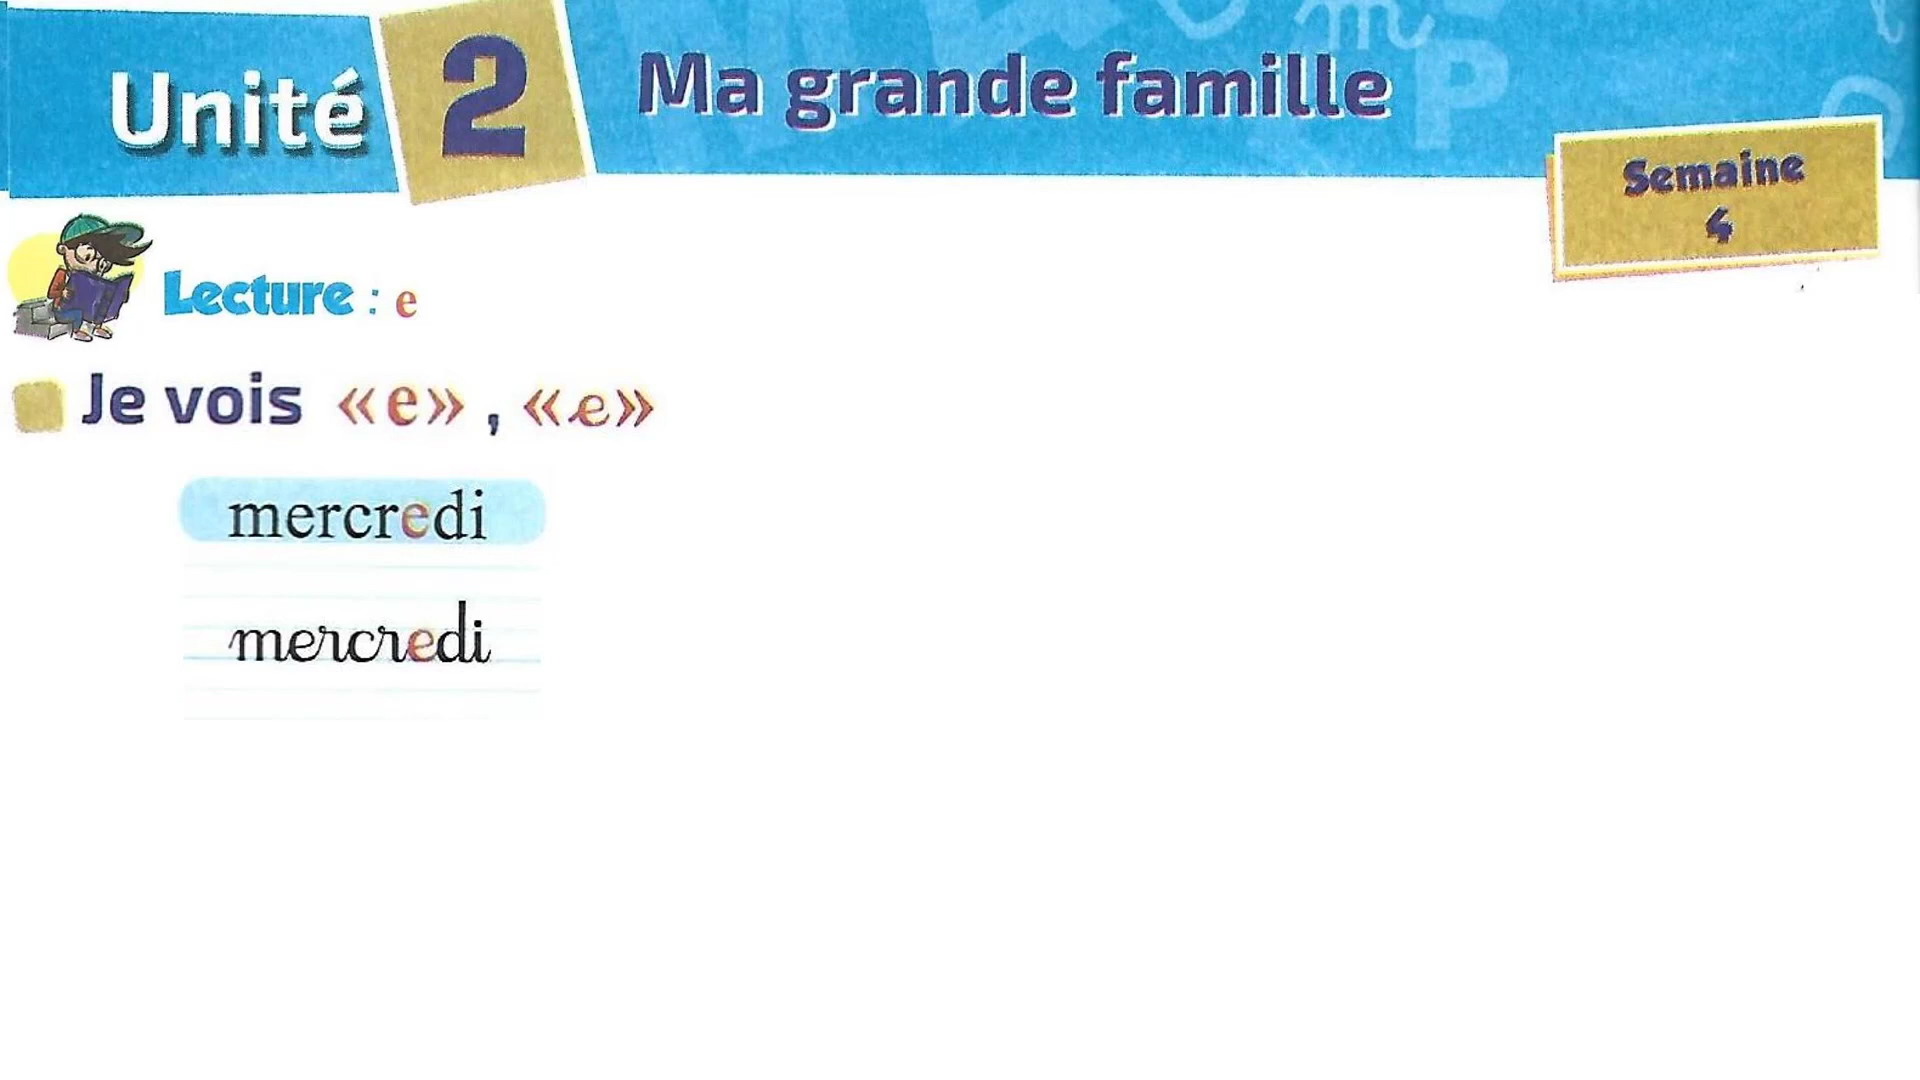 Unité 2 Ma grande famille
Semaine
4
Lecture : e
Je vois «e» , «e»
mercredi
mercredi